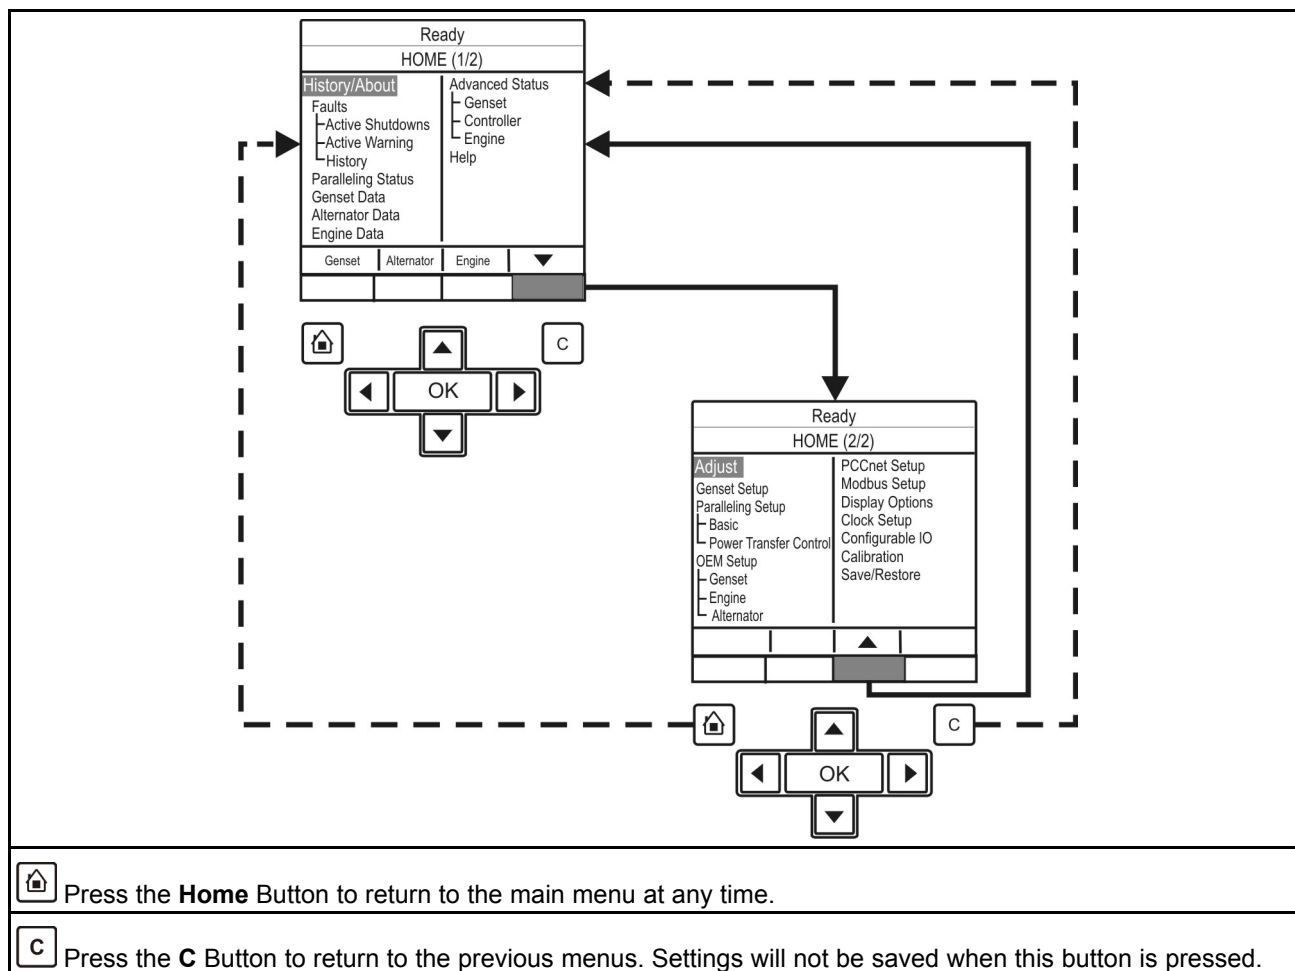 Ready
HOME (1/2)
History/About
Faults
Active Shutdowns
Active Warning
History
Paralleling Status
Genset Data
Alternator Data
Engine Data
Advanced Status
Genset
Controller
Engine
Help
Genset Alternator Engine
C
OK
Ready
HOME (2/2)
Adjust
Genset Setup
Paralleling Setup
Basic
Power Transfer Control
OEM Setup
Genset
Engine
Alternator
PCCnet Setup
Modbus Setup
Display Options
Clock Setup
Configurable IO
Calibration
Save/Restore
C
OK
Press the Home Button to return to the main menu at any time.
C Press the C Button to return to the previous menus. Settings will not be saved when this button is pressed.